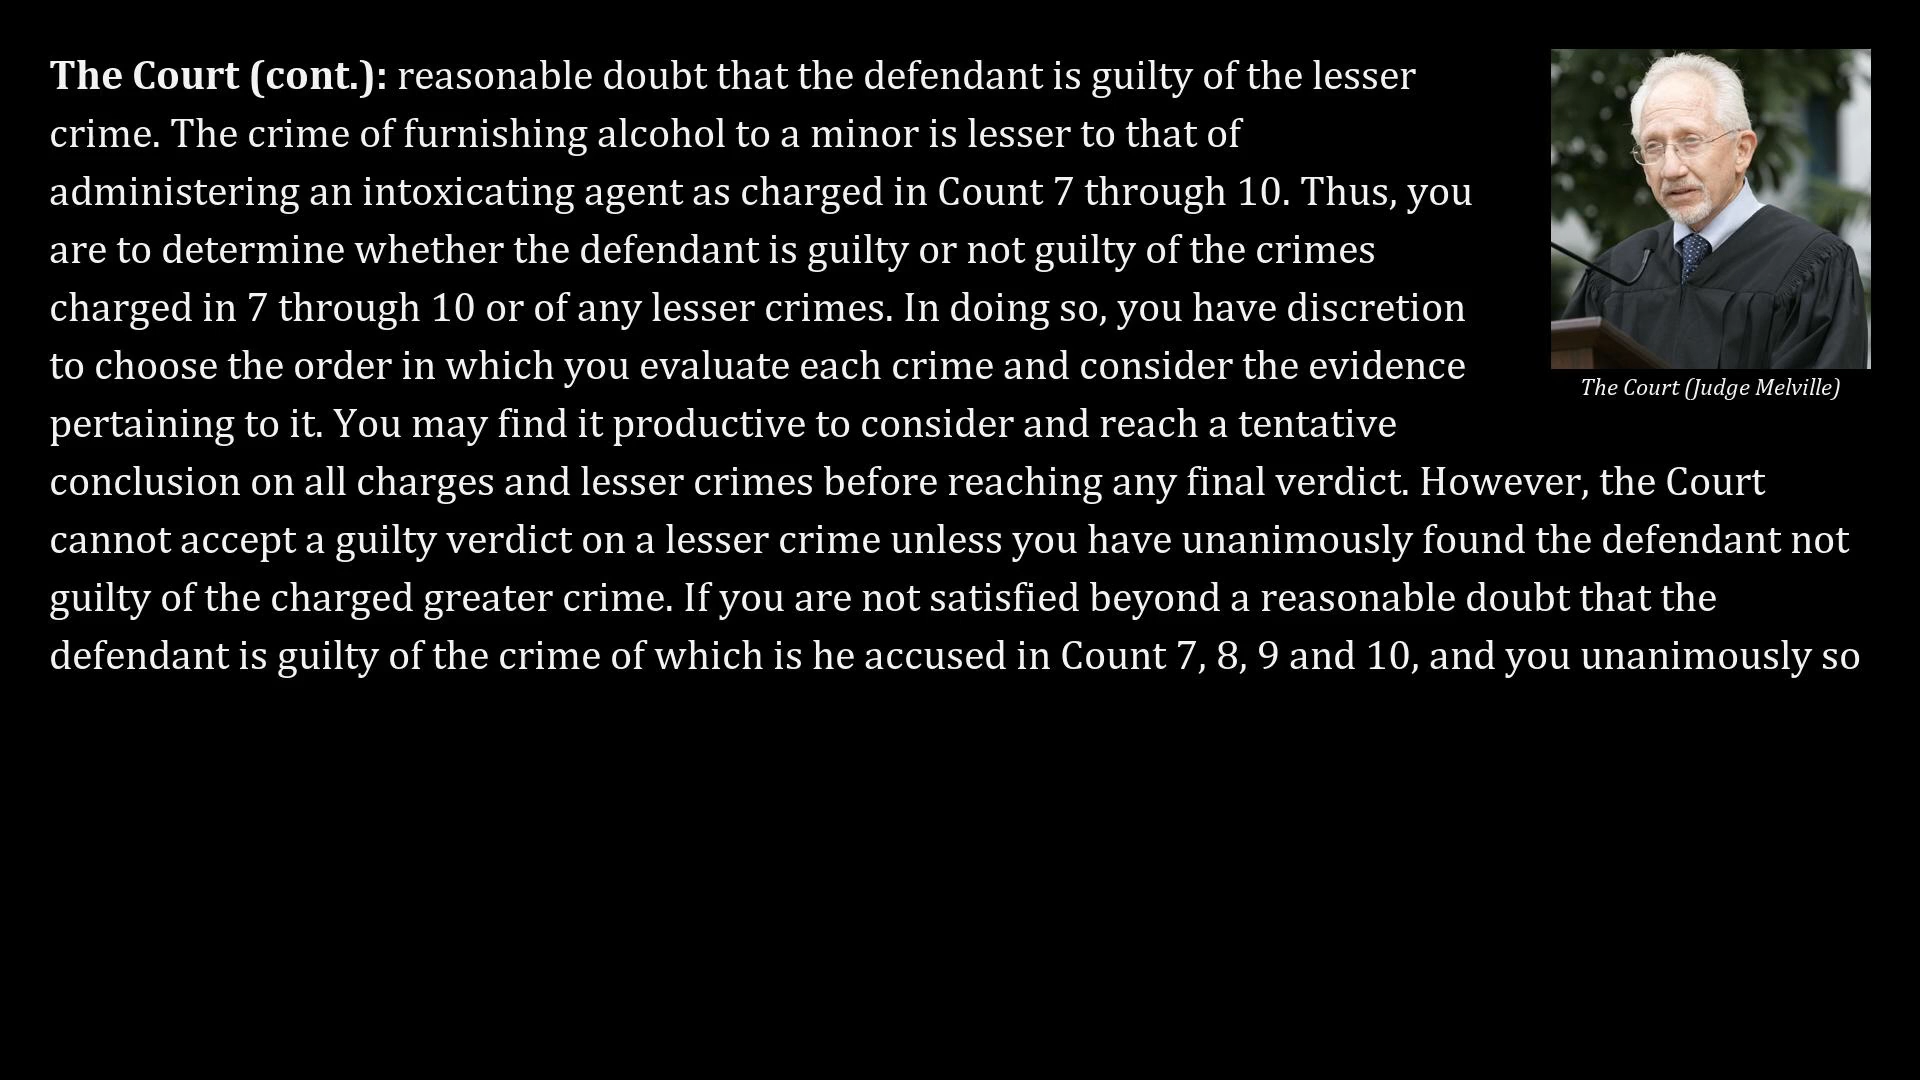 The Court (cont.): reasonable doubt that the defendant is guilty of the lesser
crime. The crime of furnishing alcohol to a minor is lesser to that of
administering an intoxicating agent as charged in Count 7 through 10. Thus, you
are to determine whether the defendant is guilty or not guilty of the crimes
charged in 7 through 10 or of any lesser crimes. In doing so, you have discretion
to choose the order in which you evaluate each crime and consider the evidence
pertaining to it. You may find it productive to consider and reach a tentative
conclusion on all charges and lesser crimes before reaching any final verdict. However, the Court
cannot accept a guilty verdict on a lesser crime unless you have unanimously found the defendant not
guilty of the charged greater crime. If you are not satisfied beyond a reasonable doubt that the
defendant is guilty of the crime of which is he accused in Count 7, 8, 9 and 10, and you unanimously so
The Court (Judge Melville)